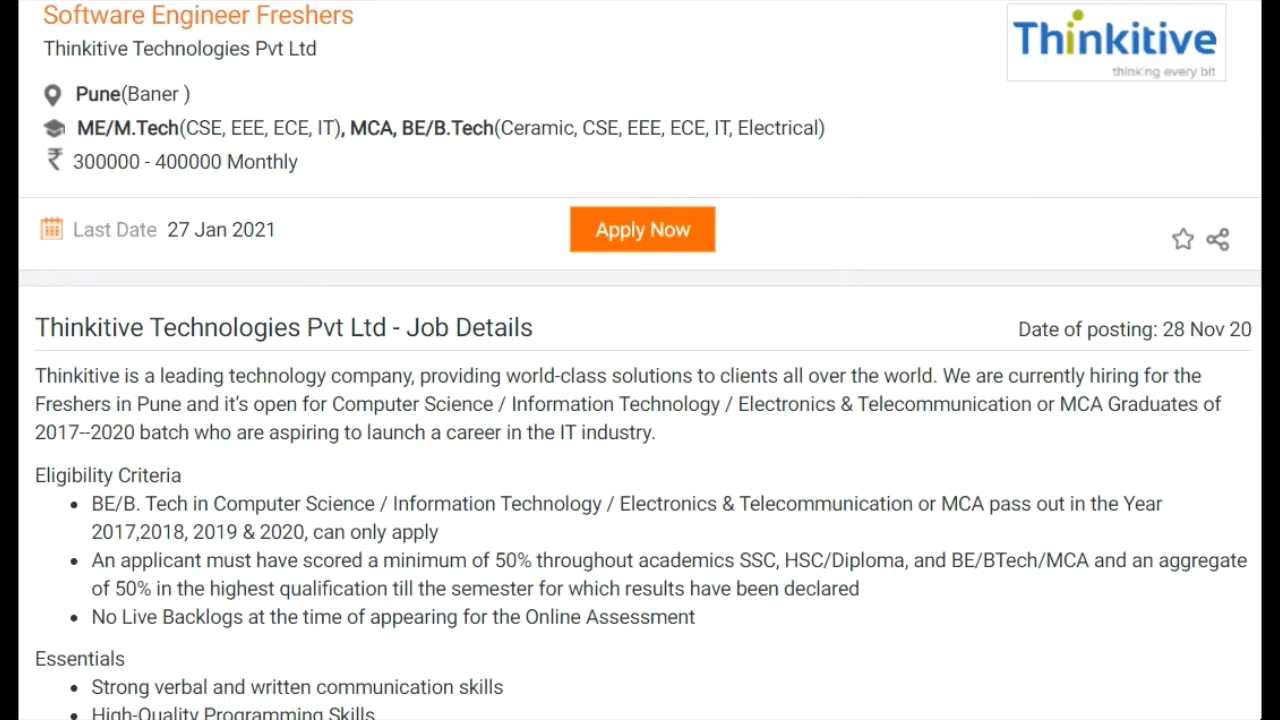 Software Engineer Freshers
Thinkitive Technologies Pvt Ltd
Thinkitive
thinking every bit
Pune(Baner )
ME/M.Tech(CSE, EEE, ECE, IT), MCA, BE/B.Tech(Ceramic, CSE, EEE, ECE, IT, Electrical)
₹ 300000 - 400000 Monthly
Last Date 27 Jan 2021
Apply Now
Thinkitive Technologies Pvt Ltd - Job Details
Date of posting: 28 Nov 20
Thinkitive is a leading technology company, providing world-class solutions to clients all over the world. We are currently hiring for the
Freshers in Pune and it’s open for Computer Science / Information Technology / Electronics & Telecommunication or MCA Graduates of
2017--2020 batch who are aspiring to launch a career in the IT industry.
Eligibility Criteria
• BE/B. Tech in Computer Science / Information Technology / Electronics & Telecommunication or MCA pass out in the Year
2017,2018, 2019 & 2020, can only apply
• An applicant must have scored a minimum of 50% throughout academics SSC, HSC/Diploma, and BE/BTech/MCA and an aggregate
of 50% in the highest qualification till the semester for which results have been declared
• No Live Backlogs at the time of appearing for the Online Assessment
Essentials
• Strong verbal and written communication skills
• High-Quality Programming Skills